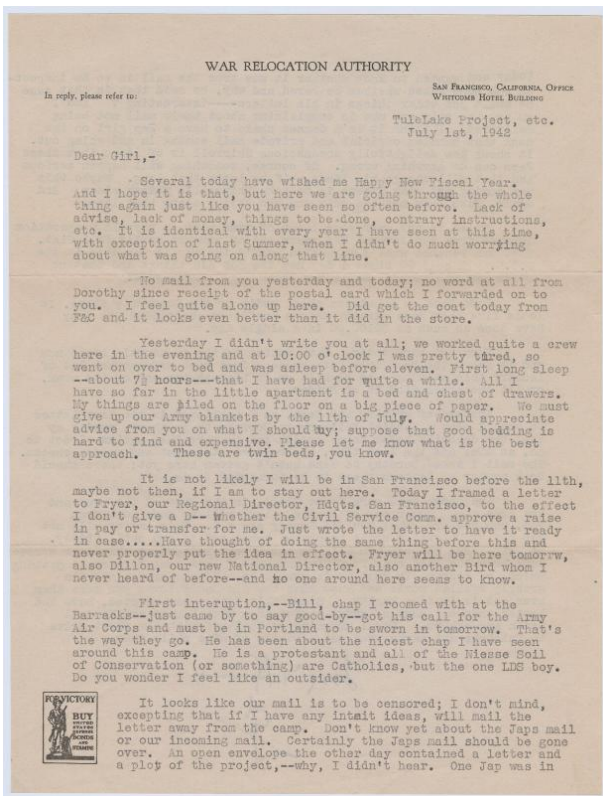 WAR RELOCATION AUTHORITY
SAN FRANCISCO, CALIFORNIA, OFFICE
In reply, please refer to:
WHITCOMB HOTEL BUILDING
TuleLake Project, etc.
July 1st, 1942
Dear Girl,-
Several today have wished me Happy New Fiscal Year.
And I hope it is that, but here we are going through the whole
thing again just like you have seen so often before. Lack of
advise, lack of money, things to be done, contrary instructions,
etc. It is identical with every year I have seen at this time,
with exception of last Summer, when I didn't do much worrying
about what was going on along that line.
No mail from you yesterday and today; no word at all from
Dorothy since receipt of the postal card which I forwarded on to
you. I feel quite alone up here. Did get the coat today from
F&C and it looks even better than it did in the store.
Yesterday I didn't write you at all; we worked quite a crew
here in the evening and at 10:00 o'clock I was pretty tired, so
went on over to bed and was asleep before eleven. First long sleep
--about 7½ hours---that I have had for quite a while. All I
have so far in the little apartment is a bed and chest of drawers.
My things are piled on the floor on a big piece of paper. We must
give up our Army blankets by the 11th of July. Would appreciate
advice from you on what I should buy; suppose that good bedding is
hard to find and expensive. Please let me know what is the best
approach. These are twin beds, you know.
It is not likely I will be in San Francisco before the 11th,
maybe not then, if I am to stay out here. Today I framed a letter
to Fryer, our Regional Director, Hdqts. San Francisco, to the effect
I don't give a D-- whether the Civil Service Comm. approve a raise
in pay or transfer for me. Just wrote the letter to have it ready
in case.....Have thought of doing the same thing before this and
never properly put the idea in effect. Fryer will be here tomorrw,
also Dillon, our new National Director, also another Bird whom I
never heard of before--and no one around here seems to know.
First interuption,--Bill, chap I roomed with at the
Barracks--just came by to say good-by--got his call for the Army
Air Corps and must be in Portland to be sworn in tomorrow. That's
the way they go. He has been about the nicest chap I have seen
around this camp. He is a protestant and all of the Niesse Soil
of Conservation (or something) are Catholics, but the one LDS boy.
Do you wonder I feel like an outsider.
It looks like our mail is to be censored; I don't mind,
excepting that if I have any intmit ideas, will mail the
letter away from the camp. Don't know yet about the Japs mail
or our incoming mail. Certainly the Japs mail should be gone
over. An open envelope the other day contained a letter and
a plot of the project,--why, I didn't hear. One Jap was in
FOR VICTORY
BUY
UNITED
STATES
DEFENSE
BONDS
AND
STAMPS